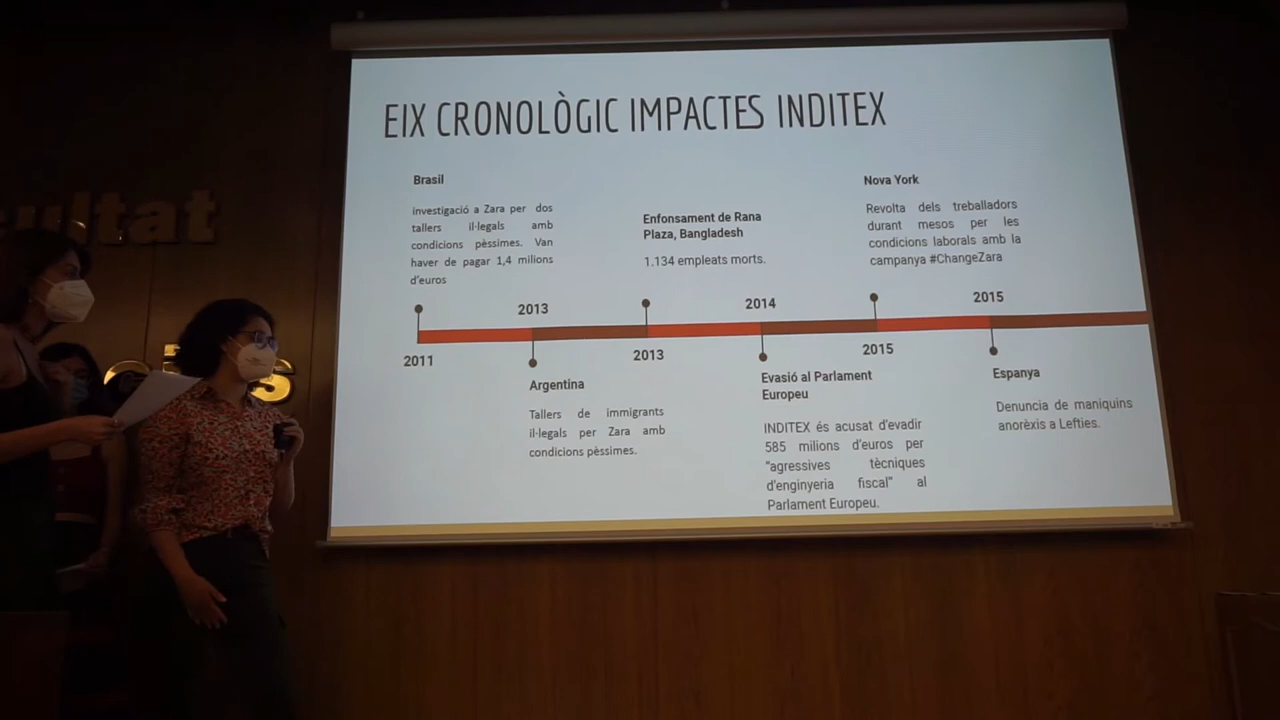 EIX CRONOLÒGIC IMPACTES INDITEX
Brasil
investigació a Zara per dos
tallers il·legals amb
condicions pèssimes. Van
haver de pagar 1,4 milions
d'euros
Enfonsament de Rana
Plaza, Bangladesh
1.134 empleats morts.
Nova York
Revolta dels treballadors
durant mesos per les
condicions laborals amb la
campanya #ChangeZara
2013
2014
2015
2011
2013
2015
Argentina
Tallers de immigrants
il·legals per Zara amb
condicions pèssimes.
Evasió al Parlament
Europeu
INDITEX és acusat d'evadir
585 milions d'euros per
"agressives tècniques
d'enginyeria fiscal" al
Parlament Europeu.
Espanya
Denuncia de maniquins
anorèxis a Lefties.